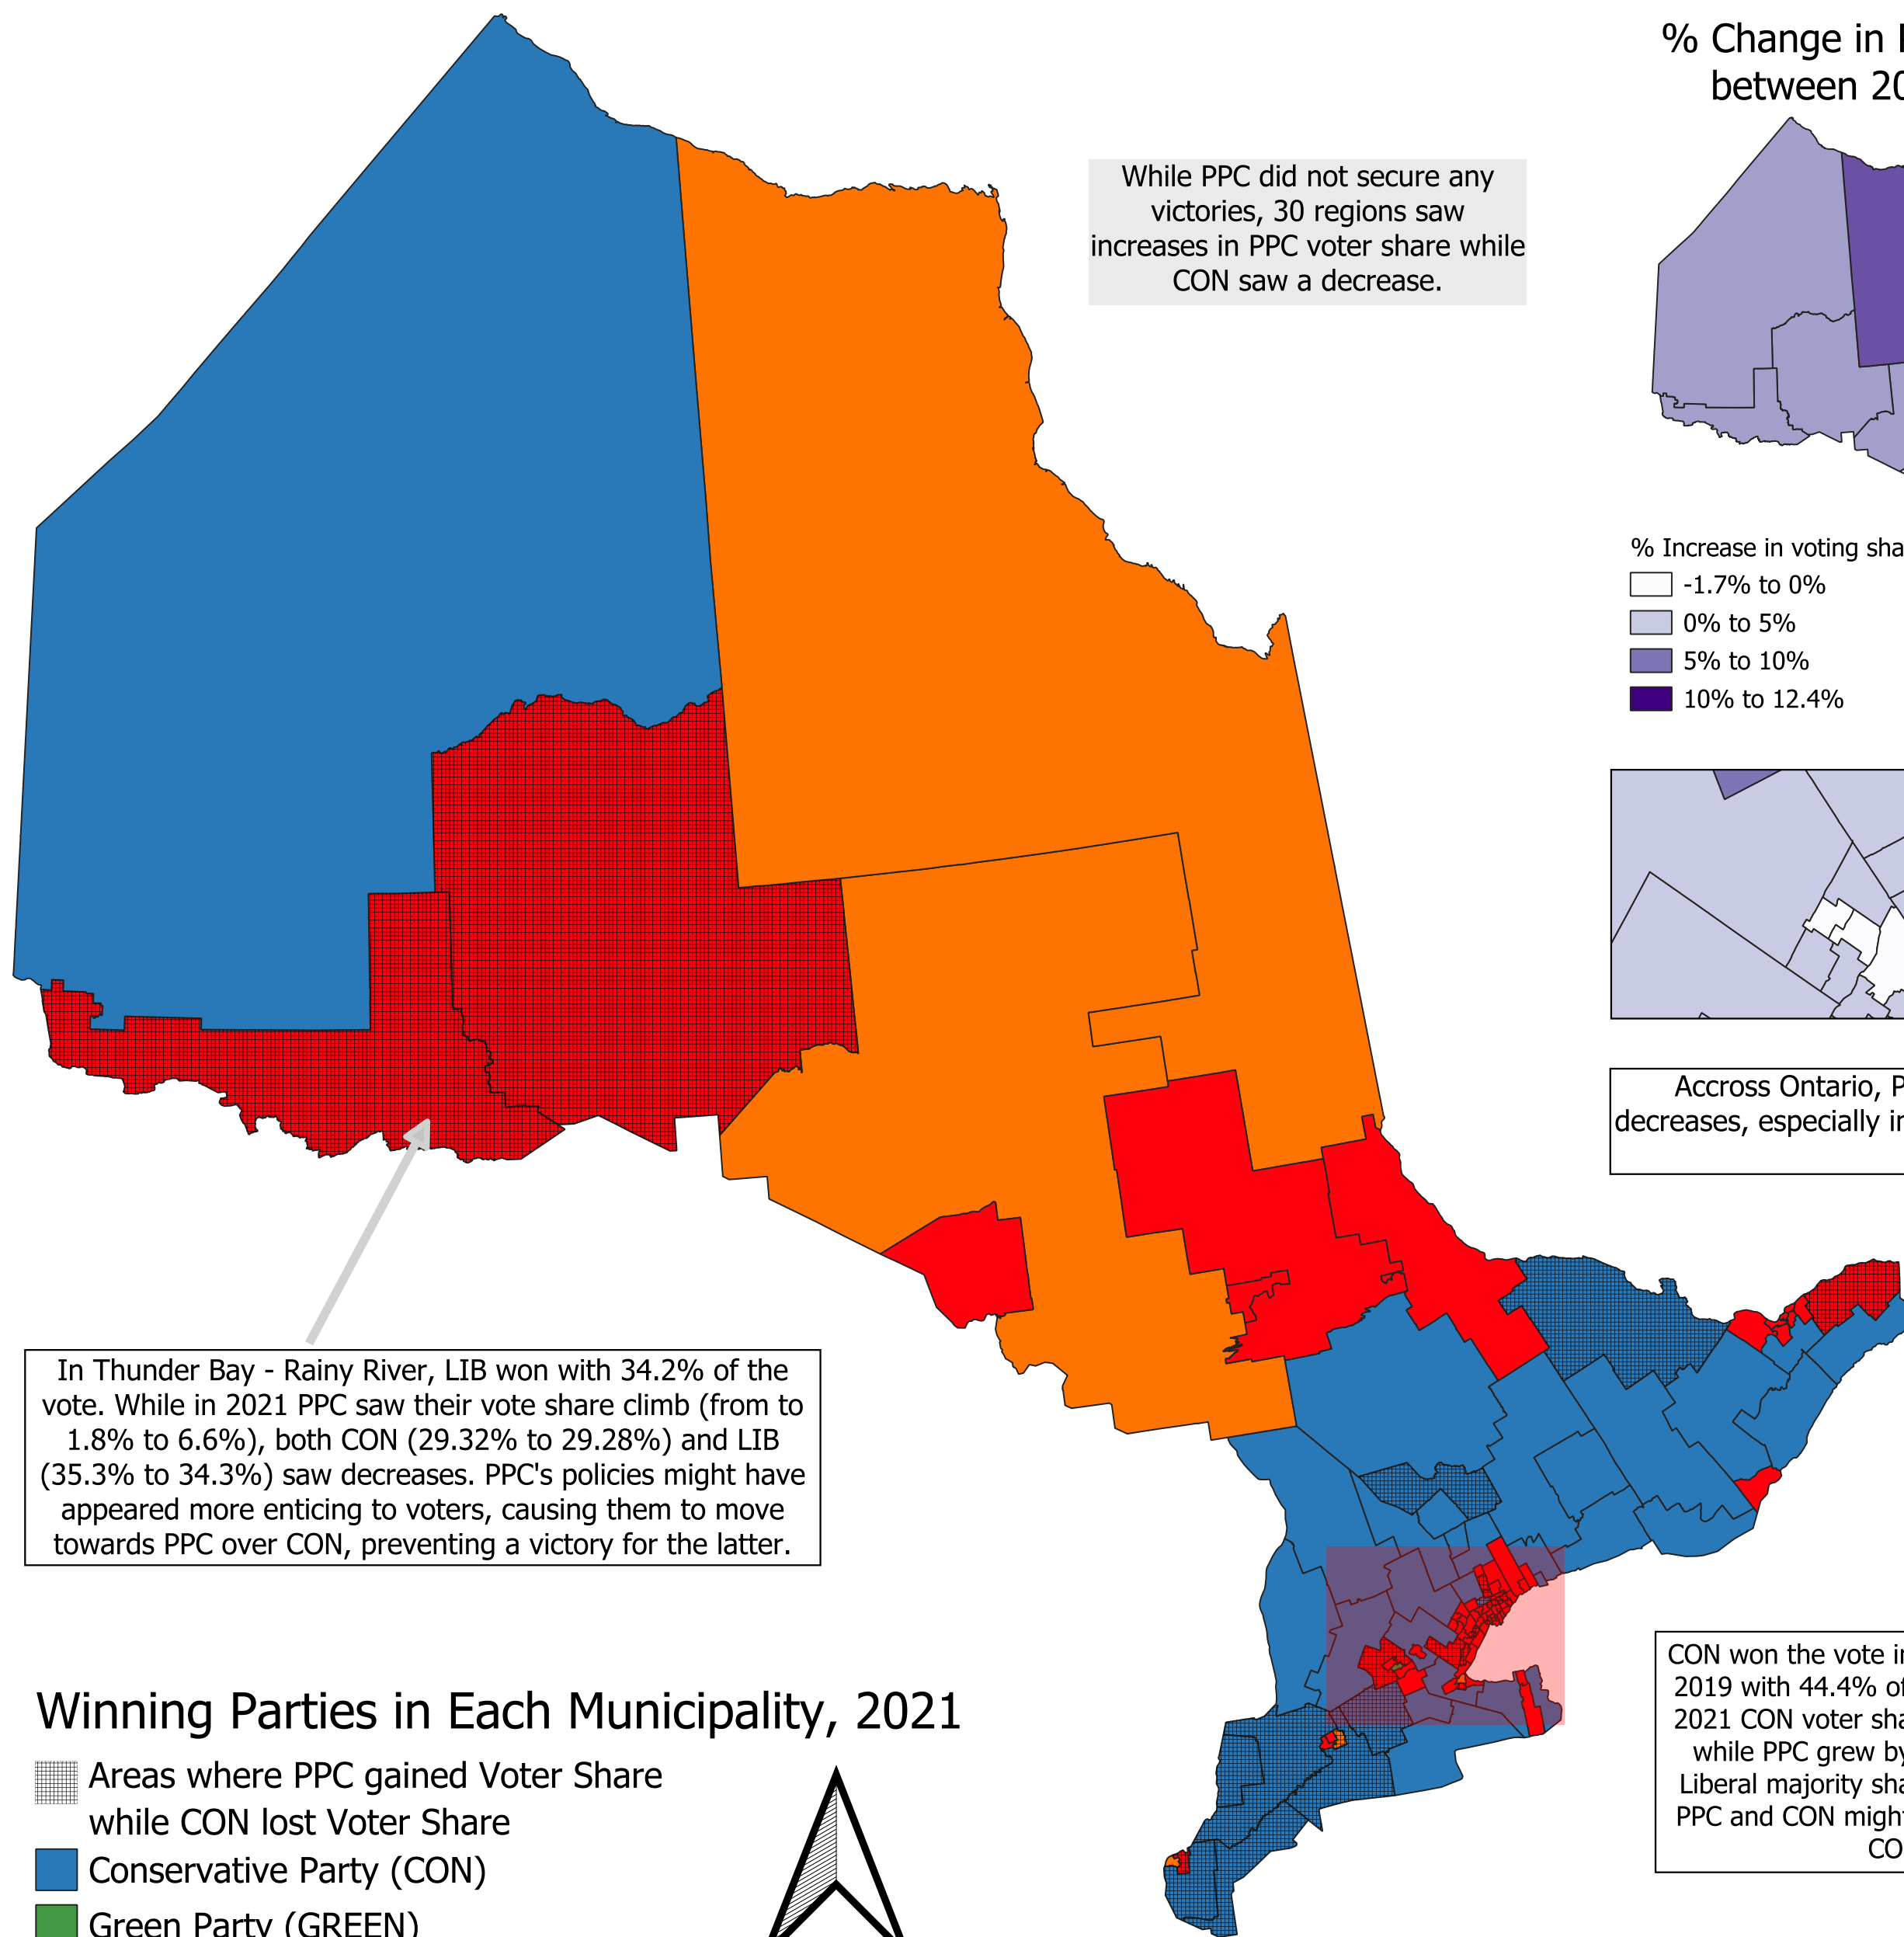 % Change in
between 20
While PPC did not secure any
victories, 30 regions saw
increases in PPC voter share while
CON saw a decrease.
% Increase in voting sha
-1.7% to 0%
0% to 5%
5% to 10%
10% to 12.4%
Accross Ontario, P
decreases, especially in
In Thunder Bay - Rainy River, LIB won with 34.2% of the
vote. While in 2021 PPC saw their vote share climb (from to
1.8% to 6.6%), both CON (29.32% to 29.28%) and LIB
(35.3% to 34.3%) saw decreases. PPC's policies might have
appeared more enticing to voters, causing them to move
towards PPC over CON, preventing a victory for the latter.
CON won the vote in
2019 with 44.4% of
2021 CON voter sha
while PPC grew by
Liberal majority sha
PPC and CON might
CO
Winning Parties in Each Municipality, 2021
Areas where PPC gained Voter Share
while CON lost Voter Share
Conservative Party (CON)
Green Party (GREEN)